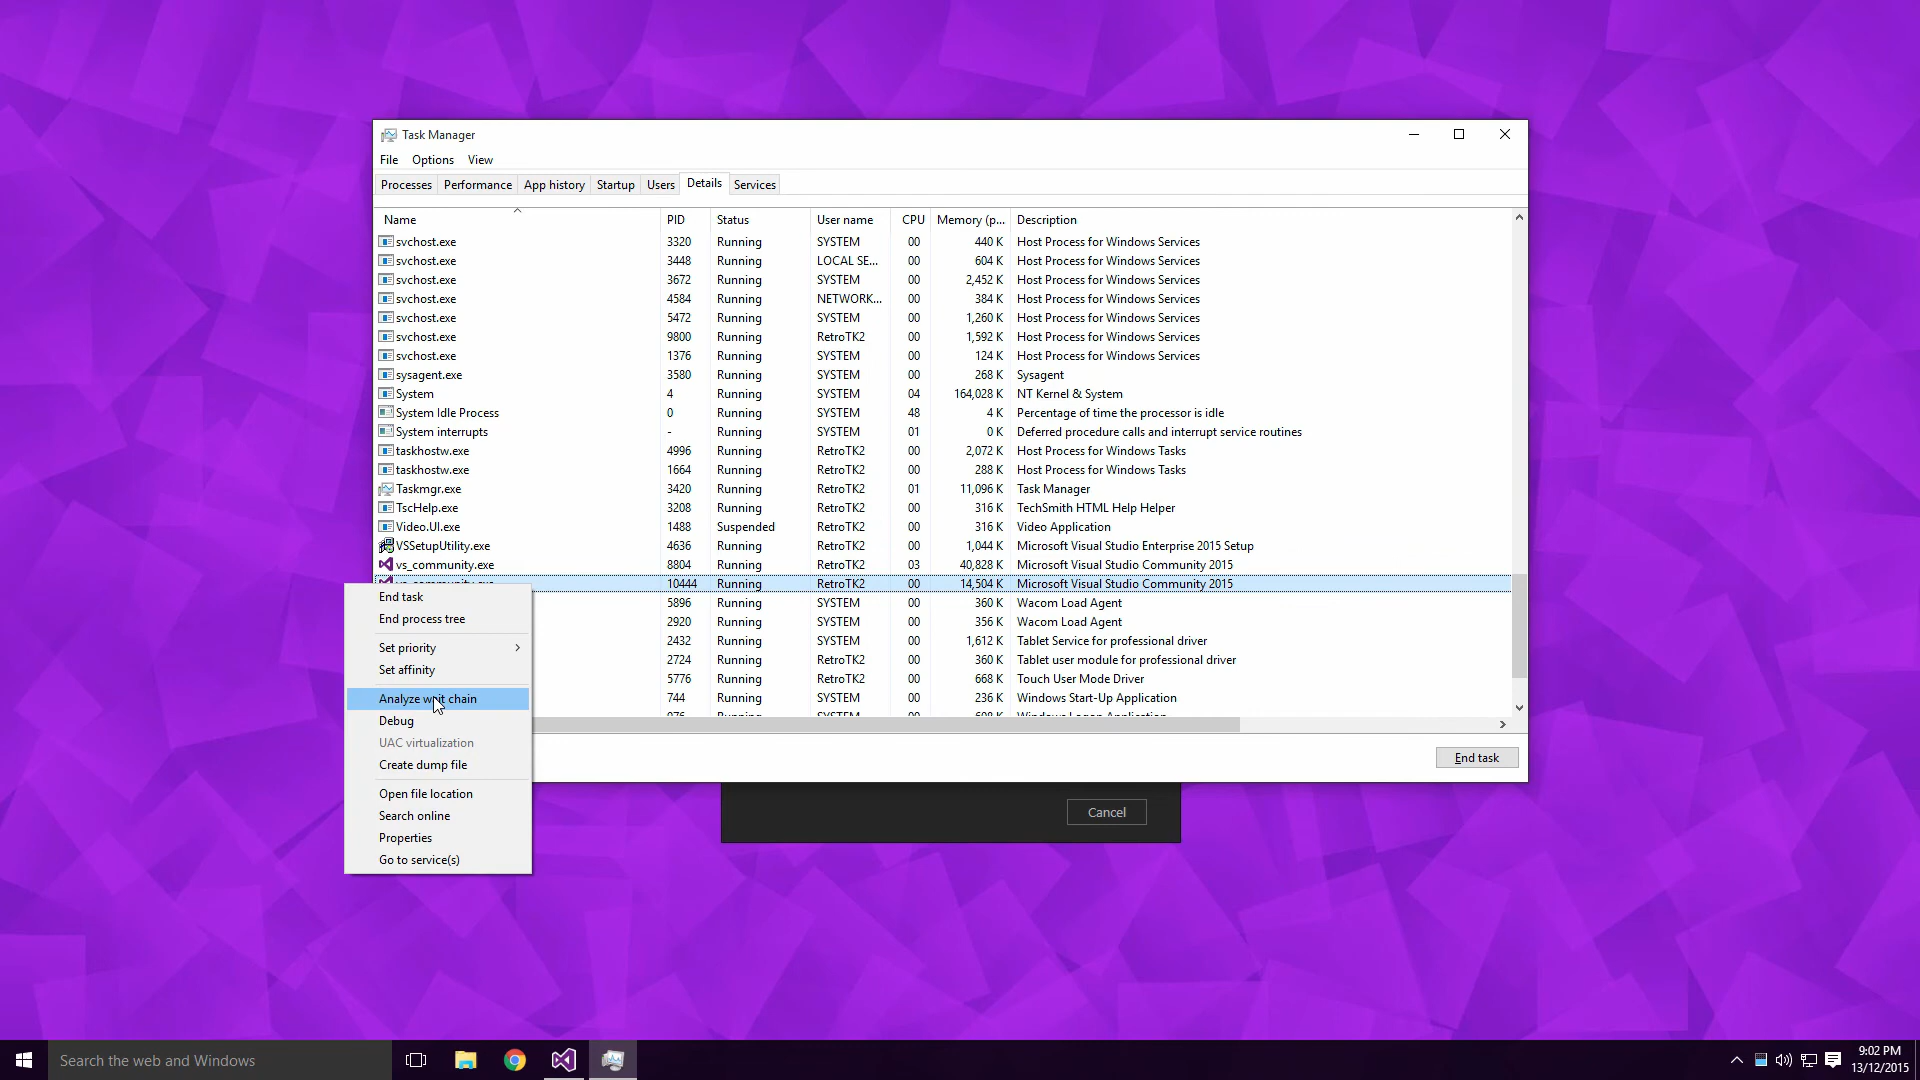 Task Manager
File Options View
Processes Performance App history Startup Users Details Services
Name PID Status User name CPU Memory (p... Description
svchost.exe 3320 Running SYSTEM 00 440 K Host Process for Windows Services
svchost.exe 3448 Running LOCAL SE... 00 604 K Host Process for Windows Services
svchost.exe 3672 Running SYSTEM 00 2,452 K Host Process for Windows Services
svchost.exe 4584 Running NETWORK... 00 384 K Host Process for Windows Services
svchost.exe 5472 Running SYSTEM 00 1,260 K Host Process for Windows Services
svchost.exe 9800 Running RetroTK2 00 1,592 K Host Process for Windows Services
svchost.exe 1376 Running SYSTEM 00 124 K Host Process for Windows Services
sysagent.exe 3580 Running SYSTEM 00 268 K Sysagent
System 4 Running SYSTEM 04 164,028 K NT Kernel & System
System Idle Process 0 Running SYSTEM 48 4 K Percentage of time the processor is idle
System interrupts - Running SYSTEM 01 0 K Deferred procedure calls and interrupt service routines
taskhostw.exe 4996 Running RetroTK2 00 2,072 K Host Process for Windows Tasks
taskhostw.exe 1664 Running RetroTK2 00 288 K Host Process for Windows Tasks
Taskmgr.exe 3420 Running RetroTK2 01 11,096 K Task Manager
TscHelp.exe 3208 Running RetroTK2 00 316 K TechSmith HTML Help Helper
Video.UI.exe 1488 Suspended RetroTK2 00 316 K Video Application
VSSetupUtility.exe 4636 Running RetroTK2 00 1,044 K Microsoft Visual Studio Enterprise 2015 Setup
vs_community.exe 8804 Running RetroTK2 03 40,828 K Microsoft Visual Studio Community 2015
10444 Running RetroTK2 00 14,504 K Microsoft Visual Studio Community 2015
5896 Running SYSTEM 00 360 K Wacom Load Agent
2920 Running SYSTEM 00 356 K Wacom Load Agent
2432 Running SYSTEM 00 1,612 K Tablet Service for professional driver
2724 Running RetroTK2 00 360 K Tablet user module for professional driver
5776 Running RetroTK2 00 668 K Touch User Mode Driver
744 Running SYSTEM 00 236 K Windows Start-Up Application
End task
End process tree
Set priority
Set affinity
Analyze wait chain
Debug
UAC virtualization
Create dump file
Open file location
Search online
Properties
Go to service(s)
End task
Cancel
Search the web and Windows
9:02 PM
13/12/2015